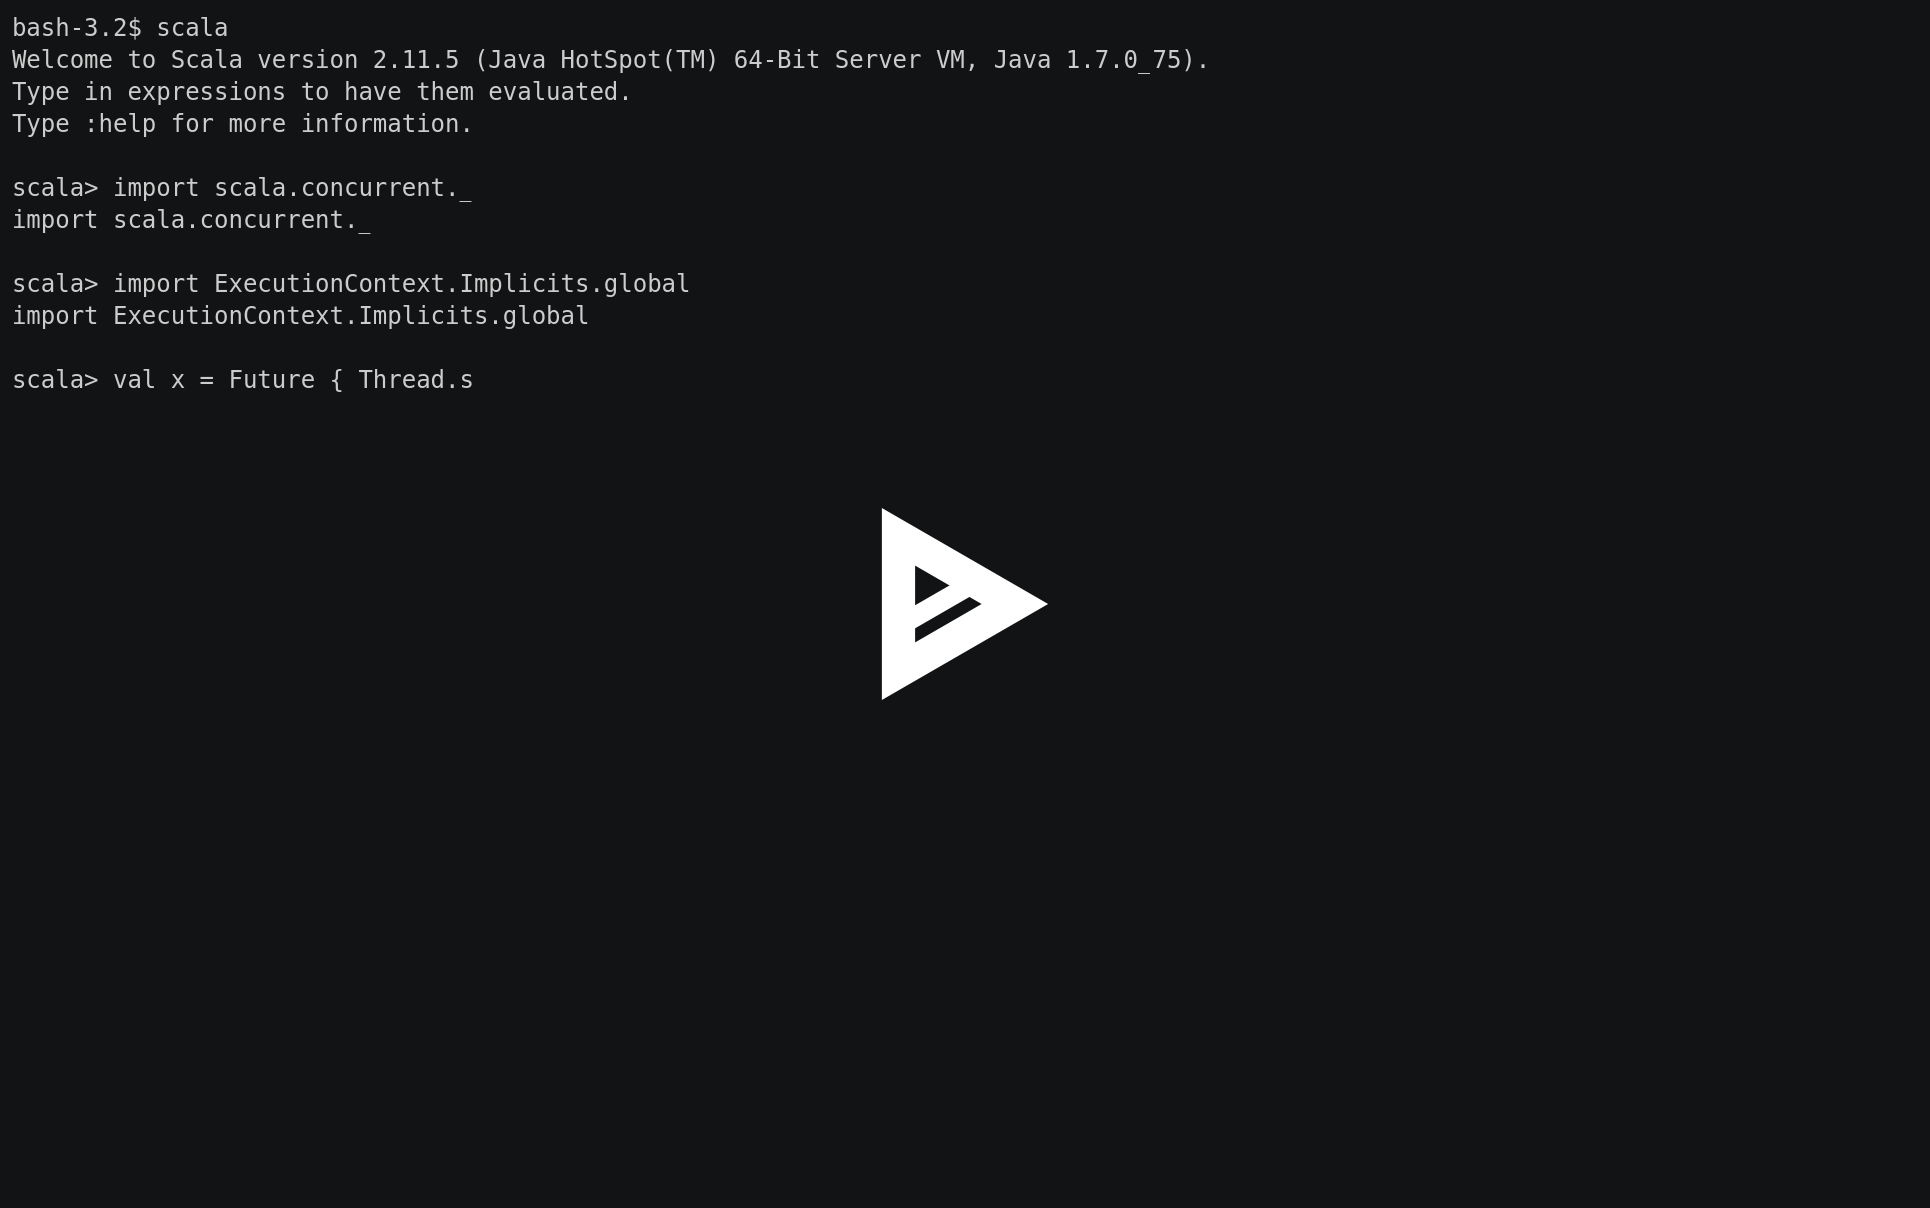 bash-3.2$ scala
Welcome to Scala version 2.11.5 (Java HotSpot(TM) 64-Bit Server VM, Java 1.7.0_75).
Type in expressions to have them evaluated.
Type :help for more information.

scala> import scala.concurrent._
import scala.concurrent._

scala> import ExecutionContext.Implicits.global
import ExecutionContext.Implicits.global

scala> val x = Future { Thread.s